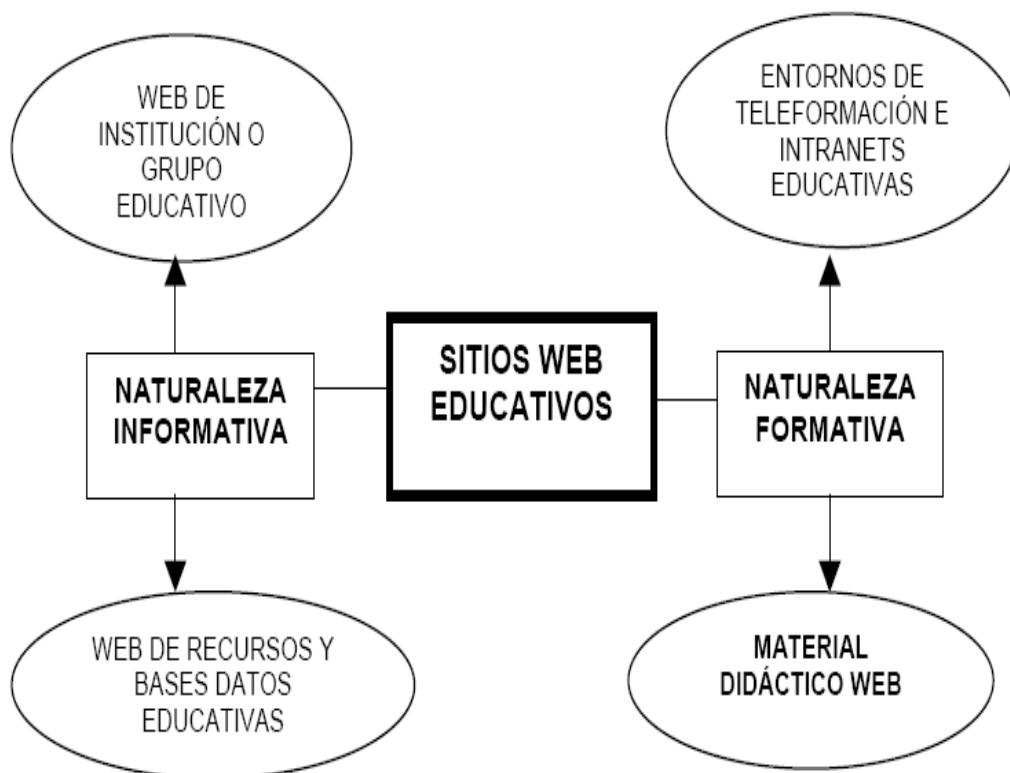 WEB DE
INSTITUCIÓN O
GRUPO
EDUCATIVO
ENTORNOS DE
TELEFORMACIÓN E
INTRANETS
EDUCATIVAS
NATURALEZA
INFORMATIVA
SITIOS WEB
EDUCATIVOS
NATURALEZA
FORMATIVA
WEB DE RECURSOS Y
BASES DATOS
EDUCATIVAS
MATERIAL
DIDÁCTICO WEB